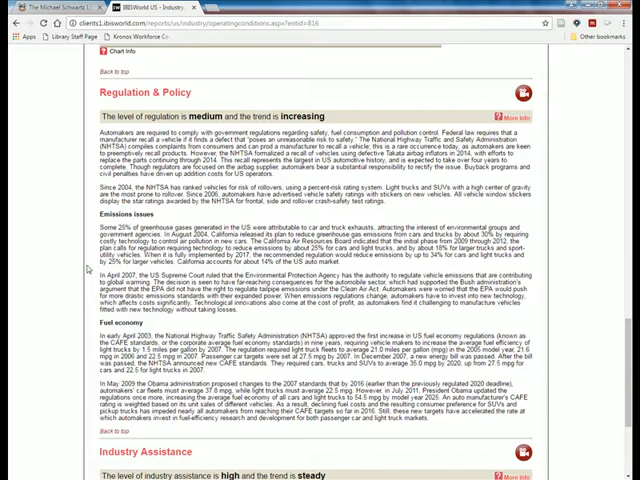 The Michael Schwartz L
IBISWorld US - Industry
clients1.ibisworld.com/reports/us/industry/operatingconditions.aspx?entid=816
Apps
Library Staff Page
Kronos Workforce C
Other bookmarks
Chart Info
Back to top
Regulation & Policy
The level of regulation is medium and the trend is increasing
More Info
Automakers are required to comply with government regulations regarding safety, fuel consumption and pollution control. Federal law requires that a
manufacturer recall a vehicle if it finds a defect that "poses an unreasonable risk to safety." The National Highway Traffic and Safety Administration
(NHTSA) compiles complaints from consumers and can prod a manufacturer to recall a vehicle; this is a rare occurrence today, as automakers are keen
to preemptively recall products. However, the NHTSA formalized a recall of vehicles using defective Takata airbag inflators in 2014, with efforts to
replace the parts continuing through 2014. This recall represents the largest in US automotive history, and is expected to take over four years to
complete. Though regulators are focused on the airbag supplier, automakers bear a substantial responsibility to rectify the issue. Buyback programs and
civil penalties have driven up addition costs for US operators.
Since 2004, the NHTSA has ranked vehicles for risk of rollovers, using a percent-risk rating system. Light trucks and SUVs with a high center of gravity
are the most prone to rollover. Since 2006, automakers have advertised vehicle safety ratings with stickers on new vehicles. All vehicle window stickers
display the star ratings awarded by the NHTSA for frontal, side and rollover crash-safety test ratings.
Emissions issues
Some 25% of greenhouse gases generated in the US were attributable to car and truck exhausts, attracting the interest of environmental groups and
government agencies. In August 2004, California released its plan to reduce greenhouse gas emissions from cars and trucks by about 30% by requiring
costly technology to control air pollution in new cars. The California Air Resources Board indicated that the initial phase from 2009 through 2012, the
plan calls for regulation requiring technology to reduce emissions by about 25% for cars and light trucks, and by about 18% for larger trucks and sport-
utility vehicles. When it is fully implemented by 2017, the recommended regulation would reduce emissions by up to 34% for cars and light trucks and
by 25% for larger vehicles. California accounts for about 14% of the US auto market.
In April 2007, the US Supreme Court ruled that the Environmental Protection Agency has the authority to regulate vehicle emissions that are contributing
to global warming. The decision is seen to have far-reaching consequences for the automobile sector, which had supported the Bush administration's
argument that the EPA did not have the right to regulate tailpipe emissions under the Clean Air Act. Automakers were worried that the EPA would push
for more drastic emissions standards with their expanded power. When emissions regulations change, automakers have to invest into new technology,
which affects costs significantly. Technological innovations also come at the cost of profit, as automakers find it challenging to manufacture vehicles
fitted with new technology without taking losses.
Fuel economy
In early April 2003, the National Highway Traffic Safety Administration (NHTSA) approved the first increase in US fuel economy regulations (known as
the CAFE standards, or the corporate average fuel economy standards) in nine years, requiring vehicle makers to increase the average fuel efficiency of
light trucks by 1.5 miles per gallon by 2007. The regulation required light truck fleets to average 21.0 miles per gallon (mpg) in the 2005 model year, 21.6
mpg in 2006 and 22.5 mpg in 2007. Passenger car targets were set at 27.5 mpg by 2007. In December 2007, a new energy bill was passed. After the bill
was passed, the NHTSA announced new CAFE standards. They required cars, trucks and SUVs to average 35.0 mpg by 2020, up from 27.5 mpg for
cars and 22.5 for light trucks in 2007.
In May 2009 the Obama administration proposed changes to the 2007 standards that by 2016 (earlier than the previously regulated 2020 deadline),
automakers' car fleets must average 37.8 mpg, while light trucks must average 22.5 mpg. However, in July 2011, President Obama updated the
regulations once more, increasing the average fuel economy of all cars and light trucks to 54.5 mpg by model year 2025. An auto manufacturer's CAFE
rating is weighted based on its unit sales of different vehicles. As a result, declining fuel costs and the resulting consumer preference for SUVs and
pickup trucks has impeded nearly all automakers from reaching their CAFE targets so far in 2016. Still, these new targets have accelerated the rate at
which automakers invest in fuel-efficiency research and development for both passenger car and light truck markets.
Back to top
Industry Assistance
The level of industry assistance is high and the trend is steady
More Info